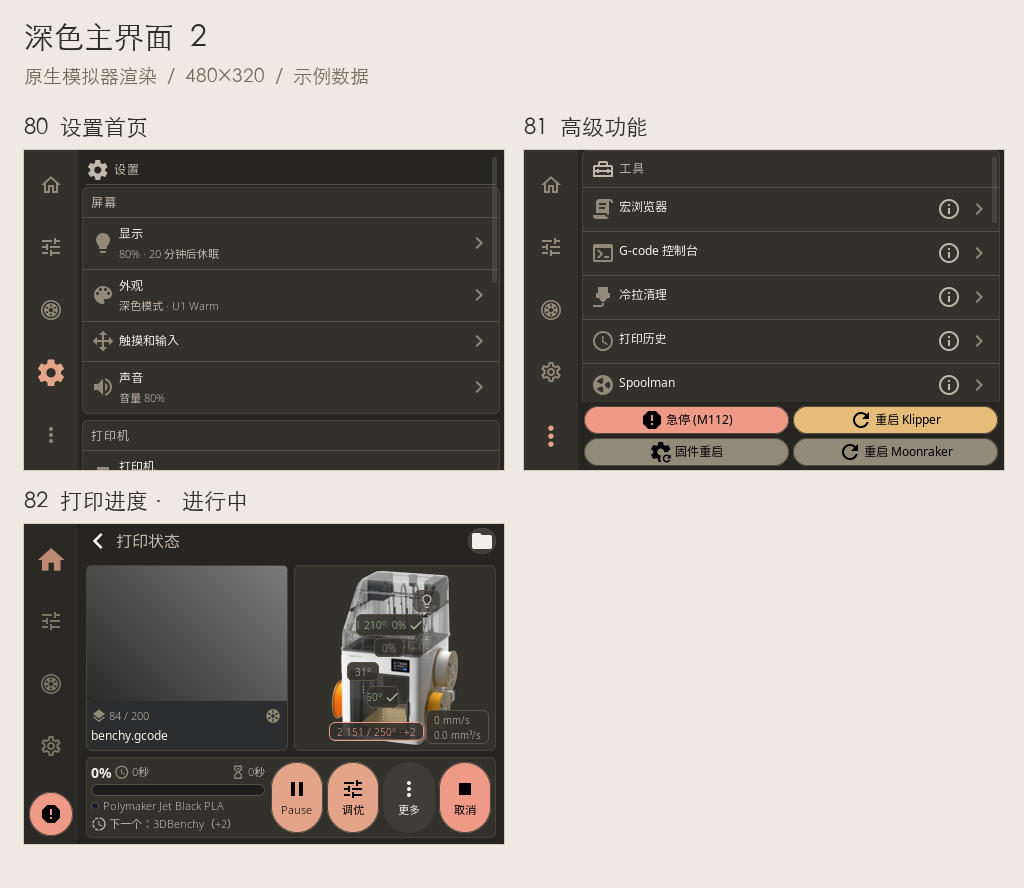 深色主界面 2
原生模拟器渲染 / 480×320 / 示例数据
80 设置首页
设置
屏幕
显示
80% · 20 分钟后休眠
外观
深色模式 · U1 Warm
触摸和输入
声音
音量 80%
打印机
打印机
81 高级功能
工具
宏浏览器
G-code 控制台
冷拉清理
打印历史
Spoolman
急停 (M112)
重启 Klipper
固件重启
重启 Moonraker
82 打印进度 · 进行中
打印状态
84 / 200
benchy.gcode
1 210° 0%
0%
31°
60°
2 151 / 250° · +2
0 mm/s
0.0 mm³/s
0% 0秒 0秒
Polymaker Jet Black PLA
下一个：3DBenchy（+2）
Pause
调优
更多
取消